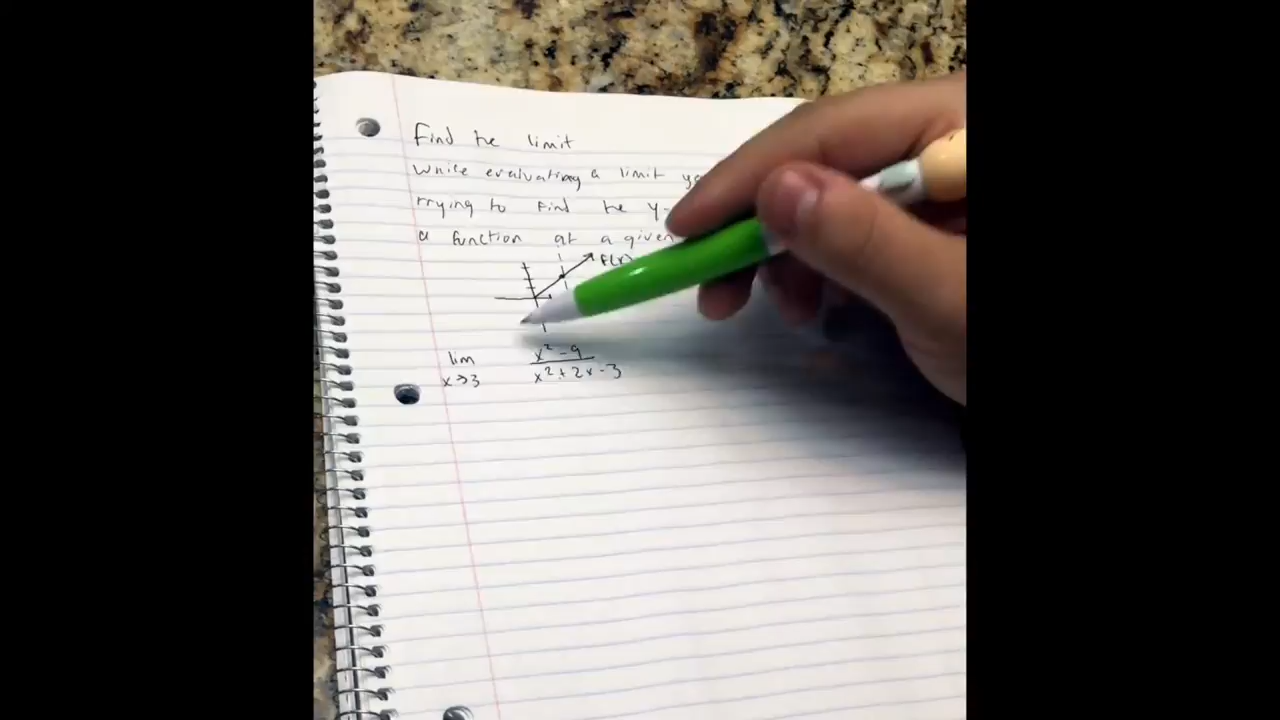 Find the limit
While evaluating a limit
trying to find the y-
a function at a given
f(x)
lim x²-9
x→3 x²+2x-3